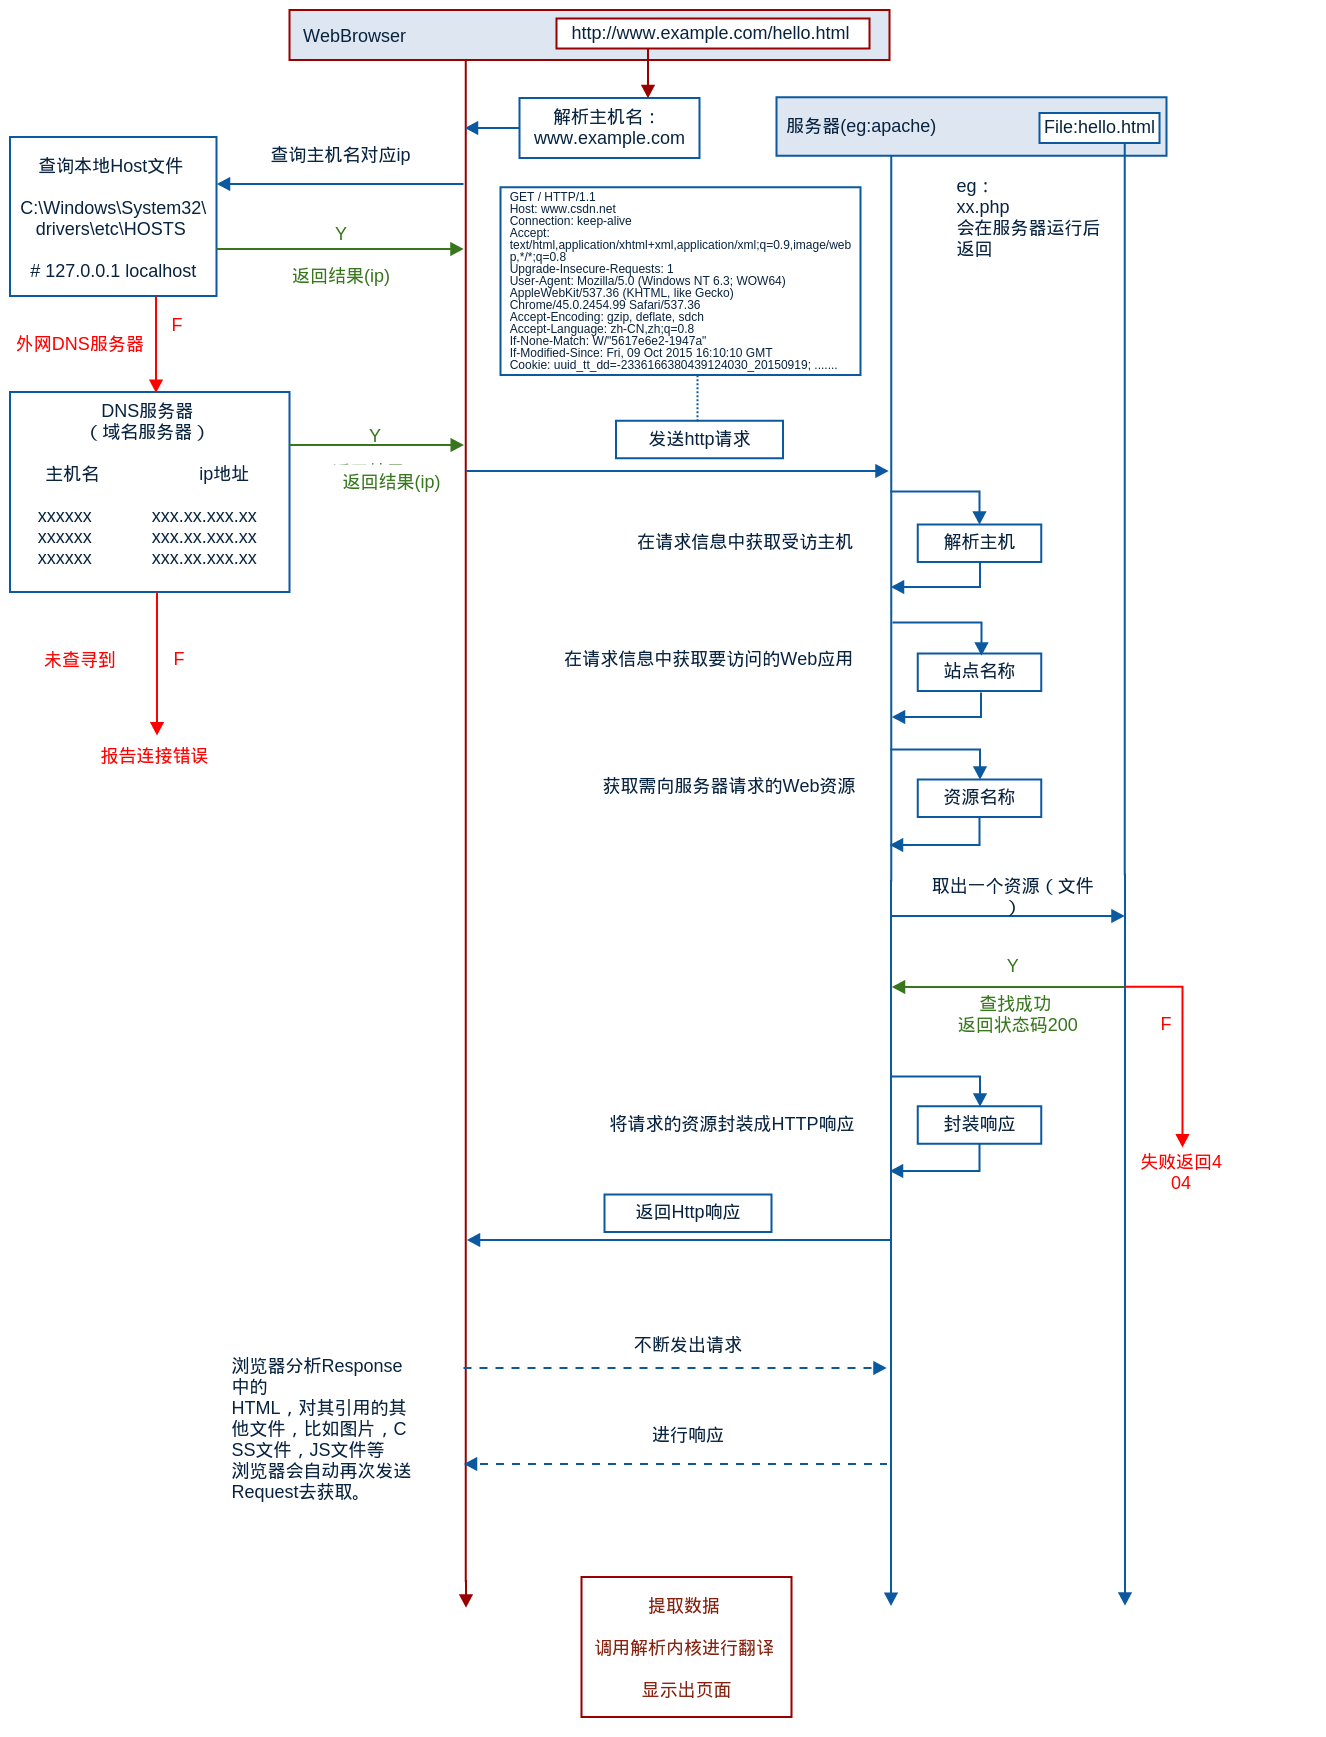 WebBrowser
http://www.example.com/hello.html
解析主机名：
www.example.com
服务器(eg:apache)
File:hello.html
查询主机名对应ip
查询本地Host文件
C:\Windows\System32\
drivers\etc\HOSTS
# 127.0.0.1 localhost
Y
返回结果(ip)
eg：
xx.php
会在服务器运行后
返回
GET / HTTP/1.1
Host: www.csdn.net
Connection: keep-alive
Accept:
text/html,application/xhtml+xml,application/xml;q=0.9,image/web
p,*/*;q=0.8
Upgrade-Insecure-Requests: 1
User-Agent: Mozilla/5.0 (Windows NT 6.3; WOW64)
AppleWebKit/537.36 (KHTML, like Gecko)
Chrome/45.0.2454.99 Safari/537.36
Accept-Encoding: gzip, deflate, sdch
Accept-Language: zh-CN,zh;q=0.8
If-None-Match: W/"5617e6e2-1947a"
If-Modified-Since: Fri, 09 Oct 2015 16:10:10 GMT
Cookie: uuid_tt_dd=-2336166380439124030_20150919; .......
F
外网DNS服务器
DNS服务器
（域名服务器）
主机名 ip地址
xxxxxx xxx.xx.xxx.xx
xxxxxx xxx.xx.xxx.xx
xxxxxx xxx.xx.xxx.xx
Y
返回结果(ip)
发送http请求
在请求信息中获取受访主机
解析主机
未查寻到
F
报告连接错误
在请求信息中获取要访问的Web应用
站点名称
获取需向服务器请求的Web资源
资源名称
取出一个资源（文件
）
Y
查找成功
返回状态码200
F
失败返回4
04
将请求的资源封装成HTTP响应
封装响应
返回Http响应
不断发出请求
浏览器分析Response
中的
HTML，对其引用的其
他文件，比如图片，C
SS文件，JS文件等
浏览器会自动再次发送
Request去获取。
进行响应
提取数据
调用解析内核进行翻译
显示出页面